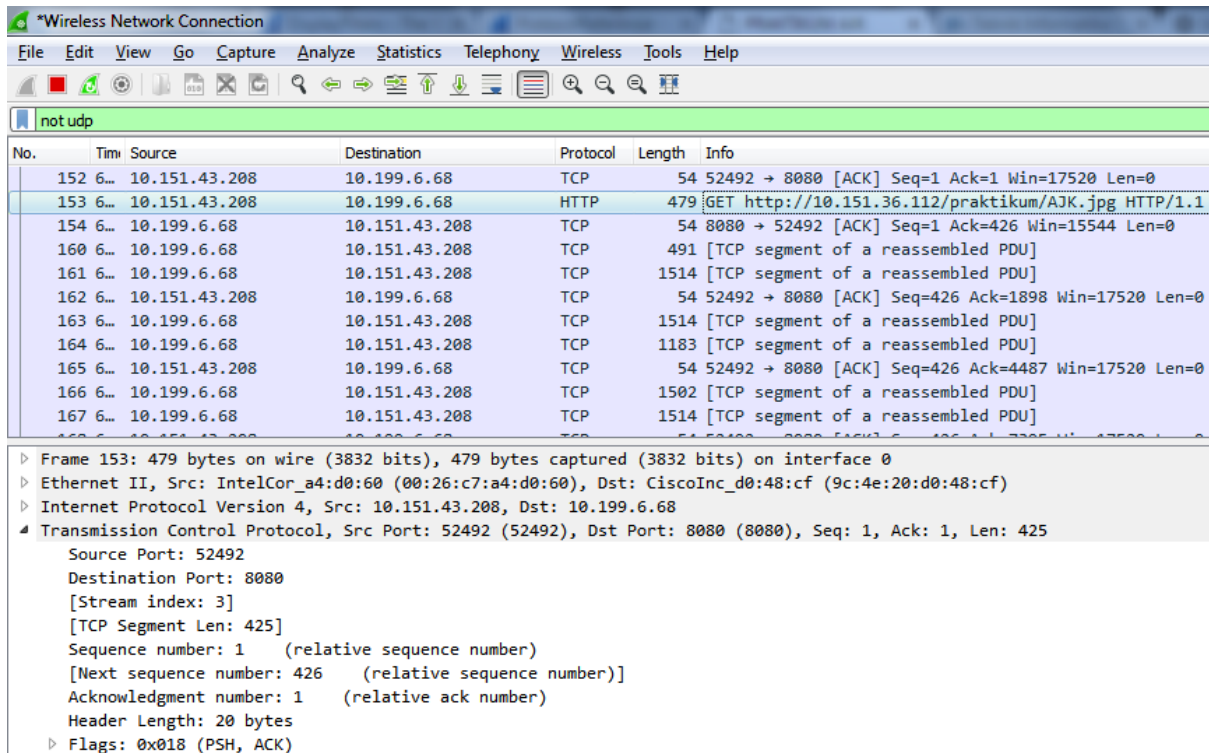 *Wireless Network Connection
File Edit View Go Capture Analyze Statistics Telephony Wireless Tools Help
not udp
No. Time Source Destination Protocol Length Info
152 6… 10.151.43.208 10.199.6.68 TCP 54 52492 → 8080 [ACK] Seq=1 Ack=1 Win=17520 Len=0
153 6… 10.151.43.208 10.199.6.68 HTTP 479 GET http://10.151.36.112/praktikum/AJK.jpg HTTP/1.1
154 6… 10.199.6.68 10.151.43.208 TCP 54 8080 → 52492 [ACK] Seq=1 Ack=426 Win=15544 Len=0
160 6… 10.199.6.68 10.151.43.208 TCP 491 [TCP segment of a reassembled PDU]
161 6… 10.199.6.68 10.151.43.208 TCP 1514 [TCP segment of a reassembled PDU]
162 6… 10.151.43.208 10.199.6.68 TCP 54 52492 → 8080 [ACK] Seq=426 Ack=1898 Win=17520 Len=0
163 6… 10.199.6.68 10.151.43.208 TCP 1514 [TCP segment of a reassembled PDU]
164 6… 10.199.6.68 10.151.43.208 TCP 1183 [TCP segment of a reassembled PDU]
165 6… 10.151.43.208 10.199.6.68 TCP 54 52492 → 8080 [ACK] Seq=426 Ack=4487 Win=17520 Len=0
166 6… 10.199.6.68 10.151.43.208 TCP 1502 [TCP segment of a reassembled PDU]
167 6… 10.199.6.68 10.151.43.208 TCP 1514 [TCP segment of a reassembled PDU]
Frame 153: 479 bytes on wire (3832 bits), 479 bytes captured (3832 bits) on interface 0
Ethernet II, Src: IntelCor_a4:d0:60 (00:26:c7:a4:d0:60), Dst: CiscoInc_d0:48:cf (9c:4e:20:d0:48:cf)
Internet Protocol Version 4, Src: 10.151.43.208, Dst: 10.199.6.68
Transmission Control Protocol, Src Port: 52492 (52492), Dst Port: 8080 (8080), Seq: 1, Ack: 1, Len: 425
Source Port: 52492
Destination Port: 8080
[Stream index: 3]
[TCP Segment Len: 425]
Sequence number: 1 (relative sequence number)
[Next sequence number: 426 (relative sequence number)]
Acknowledgment number: 1 (relative ack number)
Header Length: 20 bytes
Flags: 0x018 (PSH, ACK)